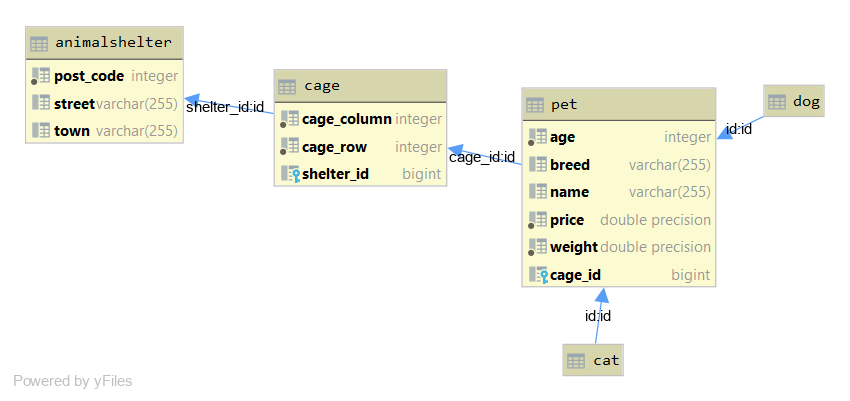 animalshelter
post_code integer
street varchar(255)
town varchar(255)
shelter_id:id
cage
cage_column integer
cage_row integer
shelter_id bigint
cage_id:id
pet
age integer
breed varchar(255)
name varchar(255)
price double precision
weight double precision
cage_id bigint
id:id
dog
id:id
cat
Powered by yFiles